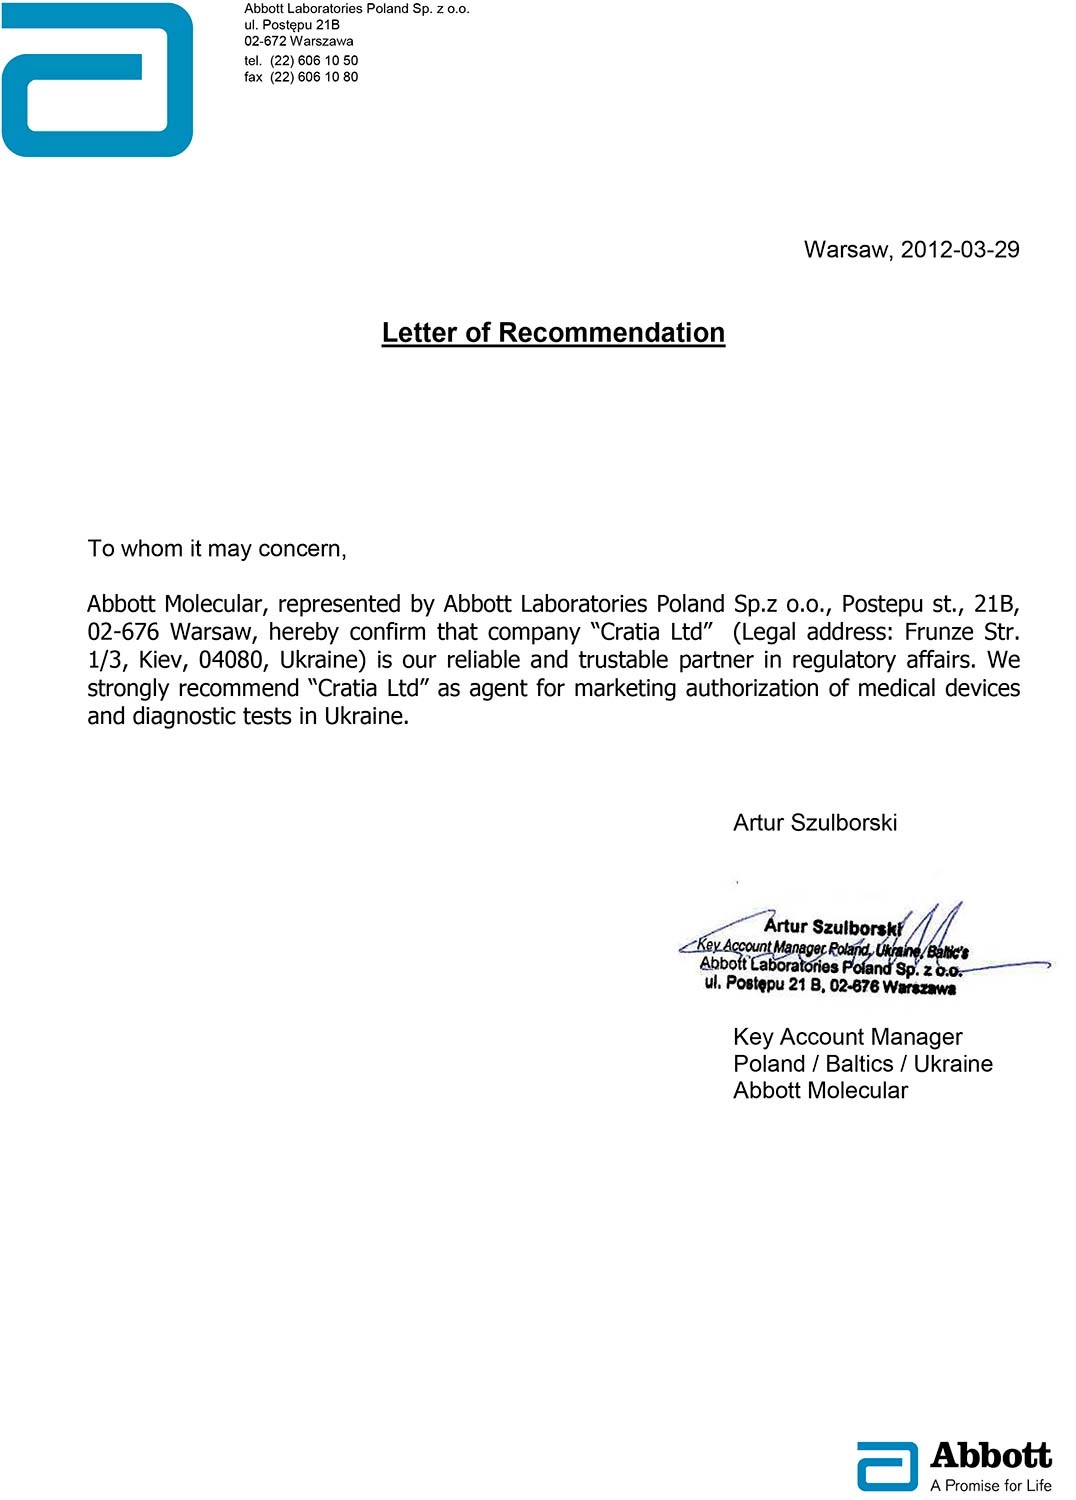 Abbott Laboratories Poland Sp. z o.o.
ul. Postępu 21B
02-672 Warszawa
tel. (22) 606 10 50
fax (22) 606 10 80
Warsaw, 2012-03-29
Letter of Recommendation
To whom it may concern,
Abbott Molecular, represented by Abbott Laboratories Poland Sp.z o.o., Postepu st., 21B,
02-676 Warsaw, hereby confirm that company “Cratia Ltd” (Legal address: Frunze Str.
1/3, Kiev, 04080, Ukraine) is our reliable and trustable partner in regulatory affairs. We
strongly recommend “Cratia Ltd” as agent for marketing authorization of medical devices
and diagnostic tests in Ukraine.
Artur Szulborski
Artur Szulborski
Key Account Manager Poland, Ukraine, Baltic's
Abbott Laboratories Poland Sp. z o.o.
ul. Postępu 21 B, 02-676 Warszawa
Key Account Manager
Poland / Baltics / Ukraine
Abbott Molecular
Abbott
A Promise for Life